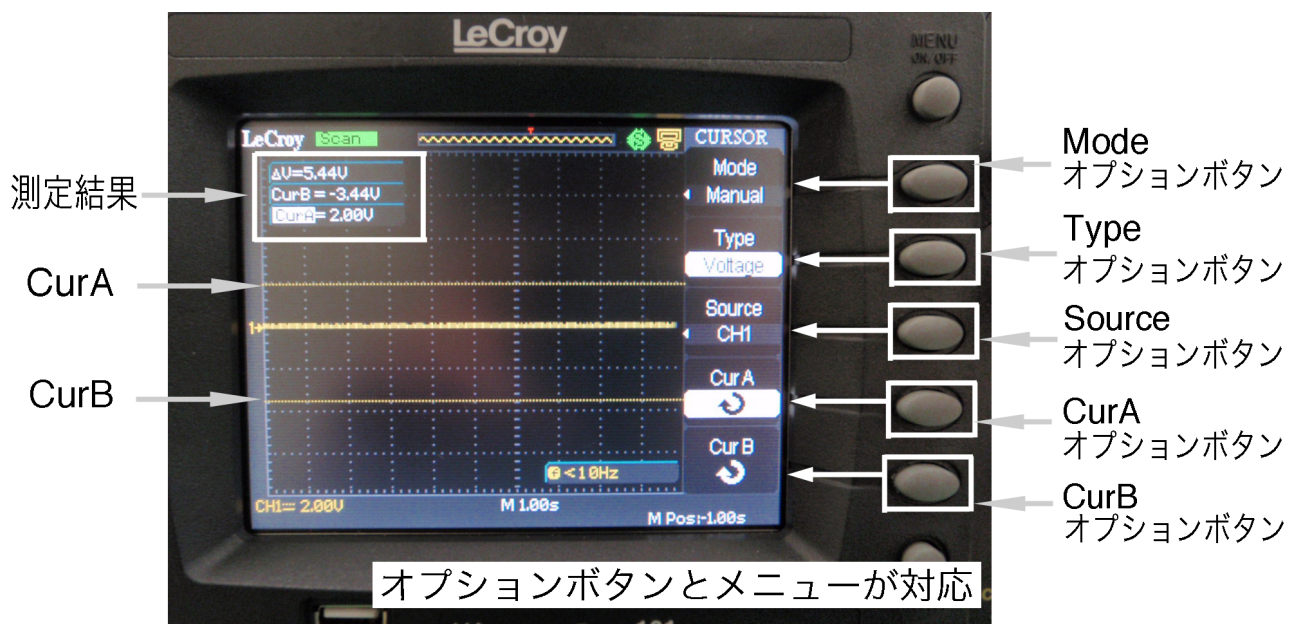 LeCroy
MENU
ON/OFF
LeCroy Scan
CURSOR
Mode
Manual
Type
Voltage
Source
CH1
CurA
CurB
ΔV=5.44V
CurB=-3.44V
CurA=2.00V
1
<10Hz
CH1 2.00V
M 1.00s
M Pos:-1.00s
測定結果
CurA
CurB
Mode
オプションボタン
Type
オプションボタン
Source
オプションボタン
CurA
オプションボタン
CurB
オプションボタン
オプションボタンとメニューが対応